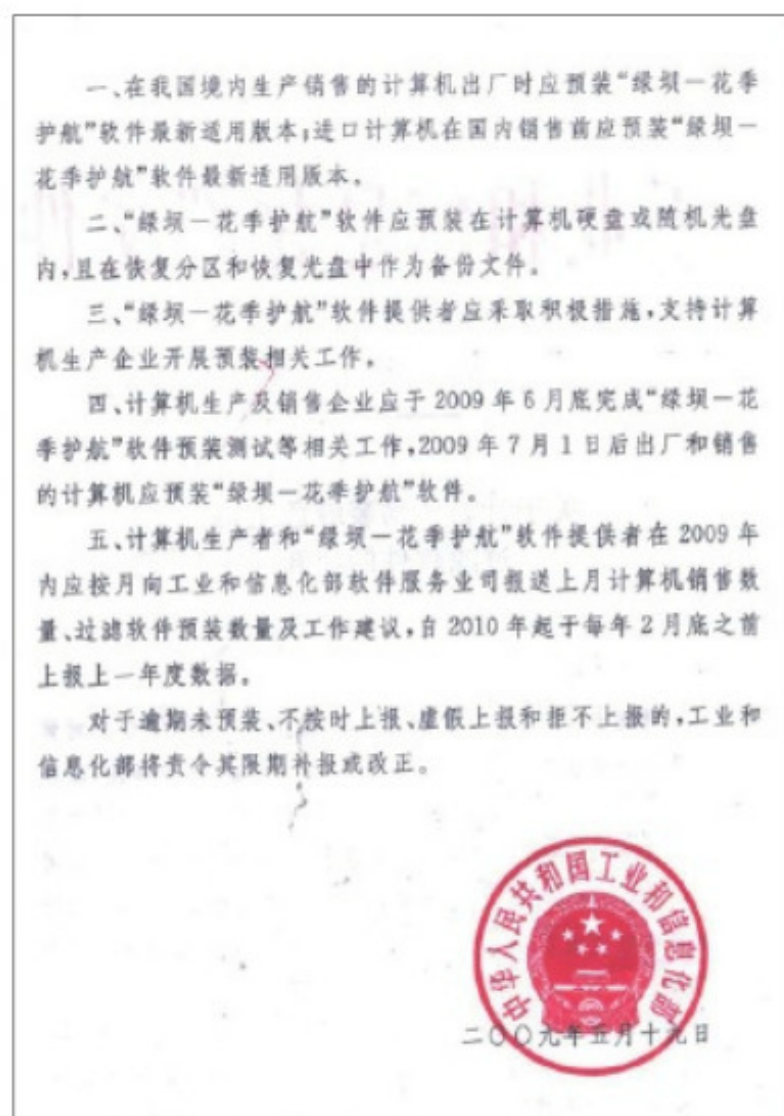 一、在我国境内生产销售的计算机出厂时应预装“绿坝－花季
护航”软件最新适用版本;进口计算机在国内销售前应预装“绿坝－
花季护航”软件最新适用版本。
二、“绿坝－花季护航”软件应预装在计算机硬盘或随机光盘
内,且在恢复分区和恢复光盘中作为备份文件。
三、“绿坝－花季护航”软件提供者应采取积极措施,支持计算
机生产企业开展预装相关工作。
四、计算机生产及销售企业应于 2009 年 6 月底完成“绿坝－花
季护航”软件预装测试等相关工作,2009 年 7 月 1 日后出厂和销售
的计算机应预装“绿坝－花季护航”软件。
五、计算机生产者和“绿坝－花季护航”软件提供者在 2009 年
内应按月向工业和信息化部软件服务业司报送上月计算机销售数
量、过滤软件预装数量及工作建议,自 2010 年起于每年 2 月底之前
上报上一年度数据。
对于逾期未预装、不按时上报、虚假上报和拒不上报的,工业和
信息化部将责令其限期补报或改正。
中华人民共和国工业和信息化部
二〇〇九年五月十九日